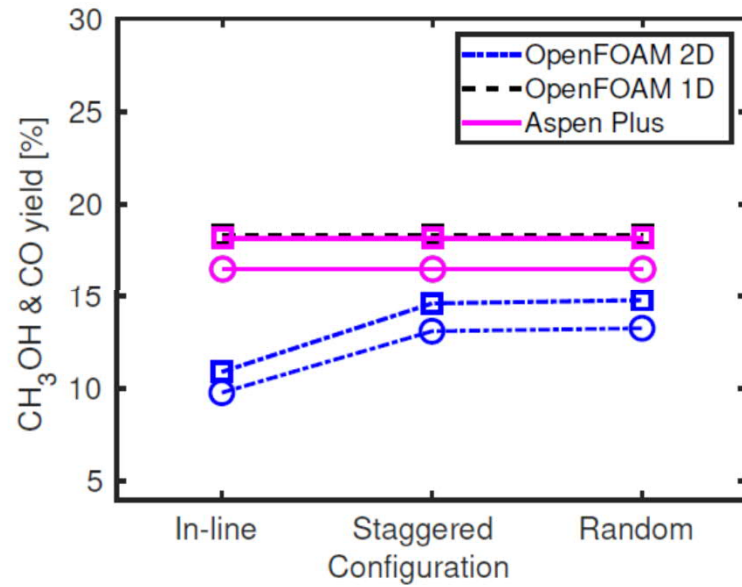 30
25
20
15
10
5
CH3OH & CO yield [%]
OpenFOAM 2D
OpenFOAM 1D
Aspen Plus
In-line
Staggered
Random
Configuration